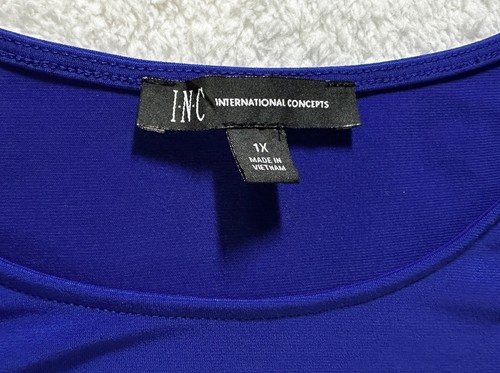 I·N·C INTERNATIONAL CONCEPTS
1X
MADE IN
VIETNAM